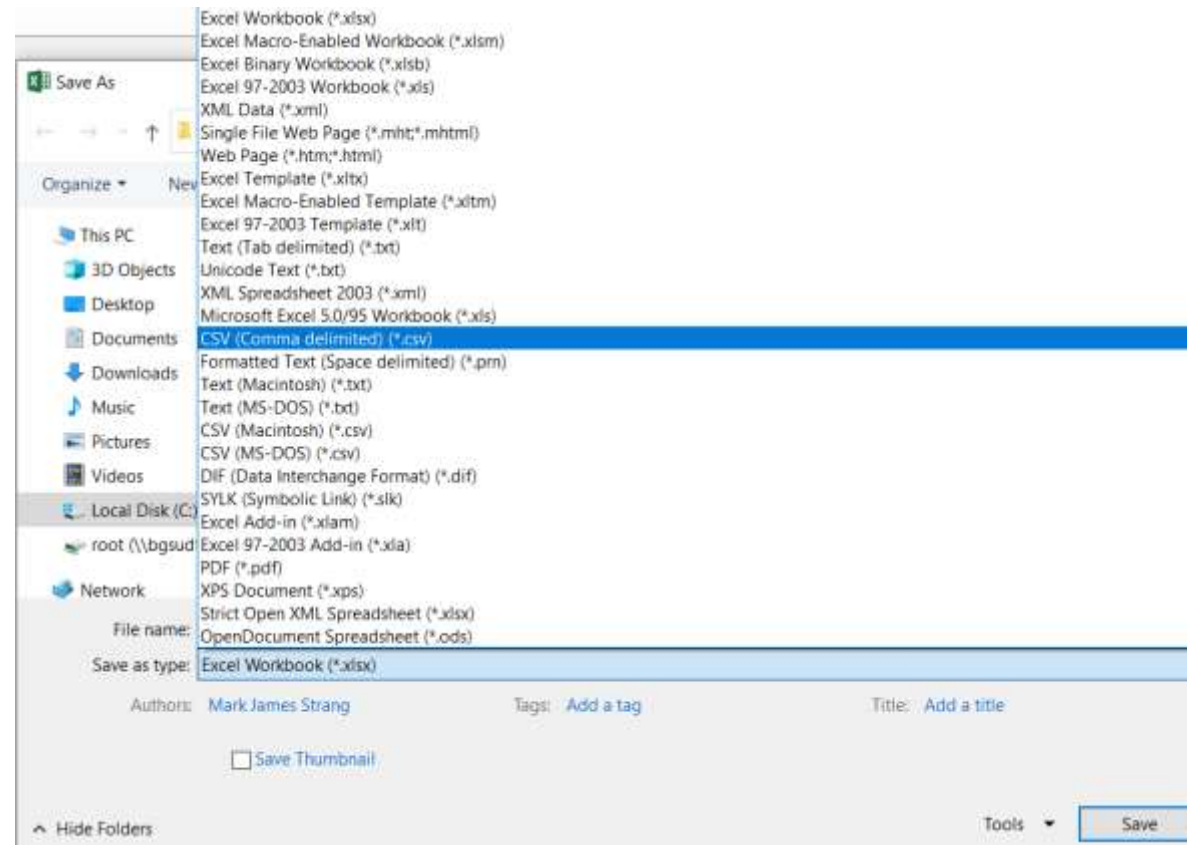 Excel Workbook (*.xlsx)
Excel Macro-Enabled Workbook (*.xlsm)
Excel Binary Workbook (*.xlsb)
Save As
Excel 97-2003 Workbook (*.xls)
XML Data (*.xml)
Single File Web Page (*.mht;*.mhtml)
Web Page (*.htm;*.html)
Organize
New
Excel Template (*.xltx)
Excel Macro-Enabled Template (*.xltm)
Excel 97-2003 Template (*.xlt)
This PC
Text (Tab delimited) (*.txt)
3D Objects
Unicode Text (*.txt)
XML Spreadsheet 2003 (*.xml)
Desktop
Microsoft Excel 5.0/95 Workbook (*.xls)
Documents
CSV (Comma delimited) (*.csv)
Formatted Text (Space delimited) (*.prn)
Downloads
Text (Macintosh) (*.txt)
Music
Text (MS-DOS) (*.txt)
CSV (Macintosh) (*.csv)
Pictures
CSV (MS-DOS) (*.csv)
Videos
DIF (Data Interchange Format) (*.dif)
SYLK (Symbolic Link) (*.slk)
Local Disk (C:)
Excel Add-in (*.xlam)
root (\\bgsud
Excel 97-2003 Add-in (*.xla)
PDF (*.pdf)
Network
XPS Document (*.xps)
Strict Open XML Spreadsheet (*.xlsx)
File name:
OpenDocument Spreadsheet (*.ods)
Save as type: Excel Workbook (*.xlsx)
Authors: Mark James Strang Tags: Add a tag Title: Add a title
Save Thumbnail
Hide Folders Tools Save